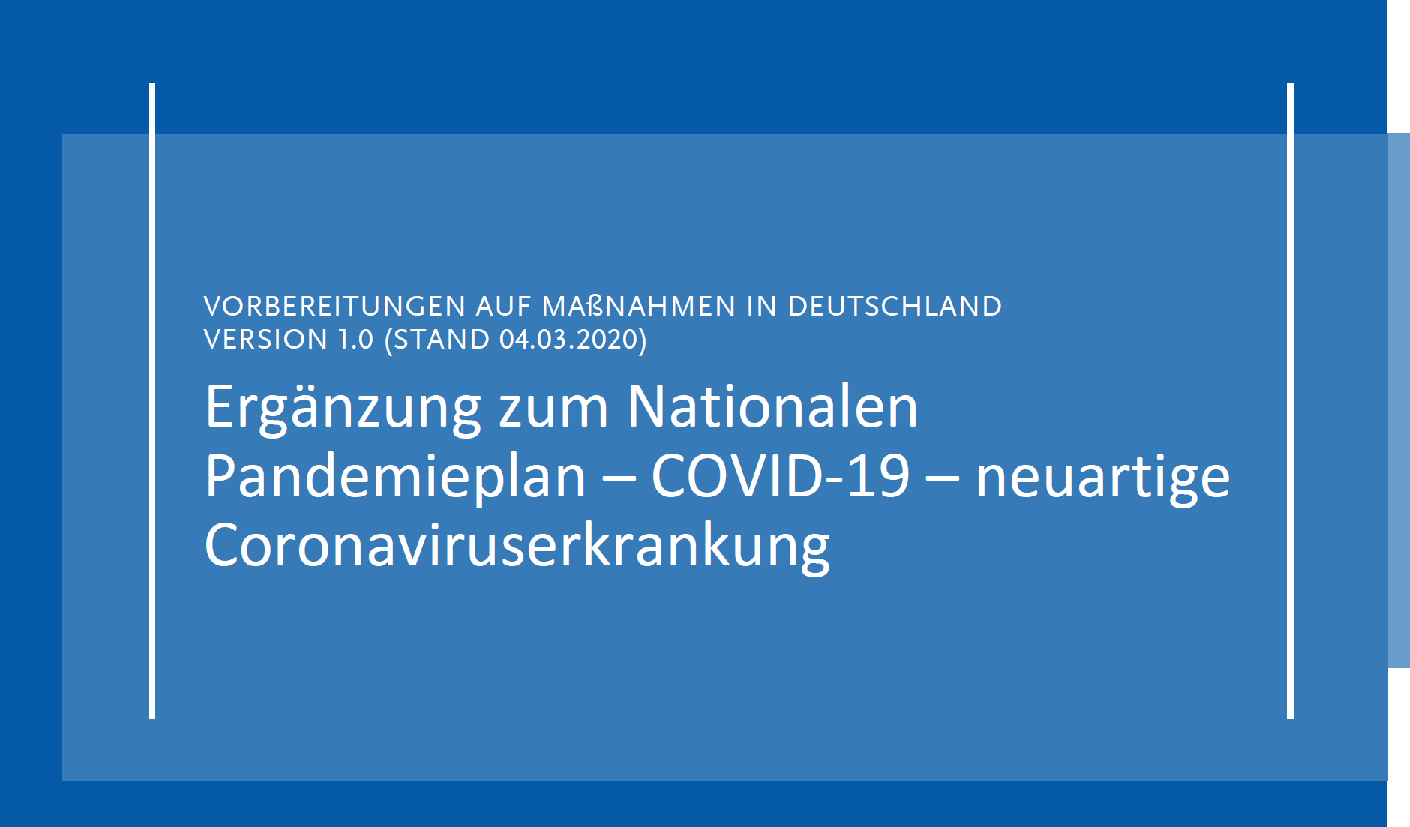 VORBEREITUNGEN AUF MAßNAHMEN IN DEUTSCHLAND
VERSION 1.0 (STAND 04.03.2020)
Ergänzung zum Nationalen
Pandemieplan – COVID-19 – neuartige
Coronaviruserkrankung